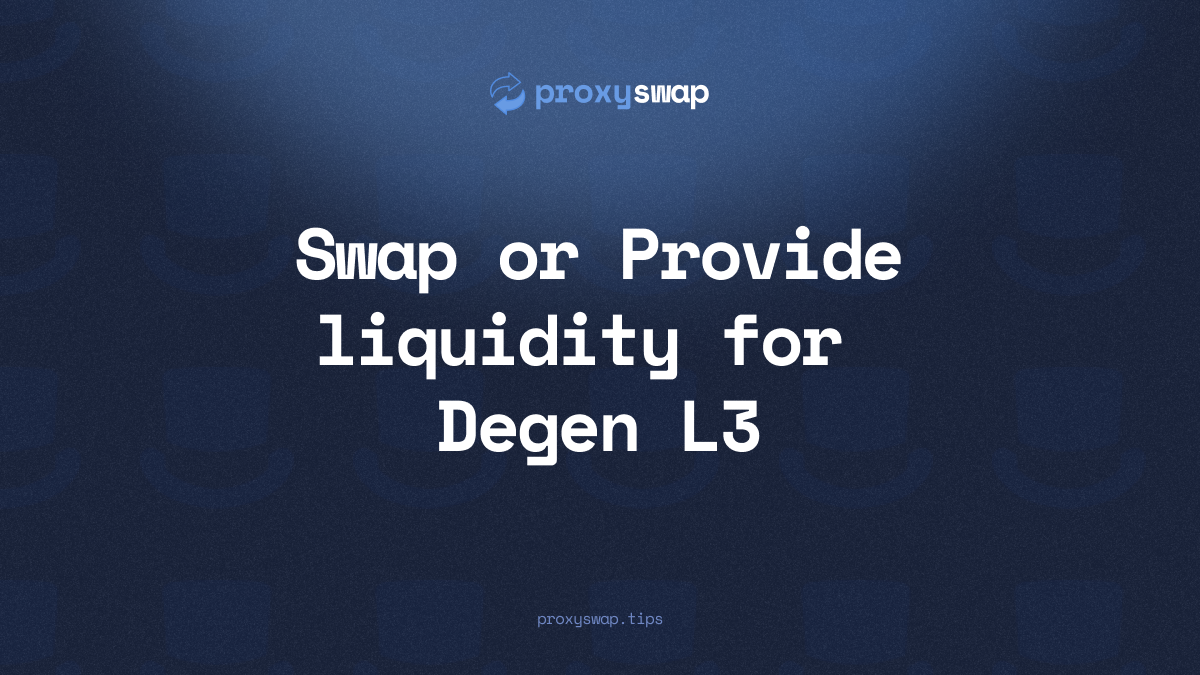 proxyswap
Swap or Provide
liquidity for
Degen L3
proxyswap.tips